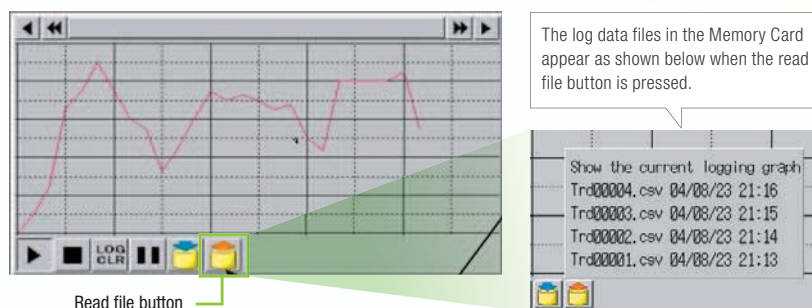 The log data files in the Memory Card
appear as shown below when the read
file button is pressed.
Show the current logging graph
Trd00004.csv 04/08/23 21:16
Trd00003.csv 04/08/23 21:15
Trd00002.csv 04/08/23 21:14
Trd00001.csv 04/08/23 21:13
LOG
CLR
Read file button